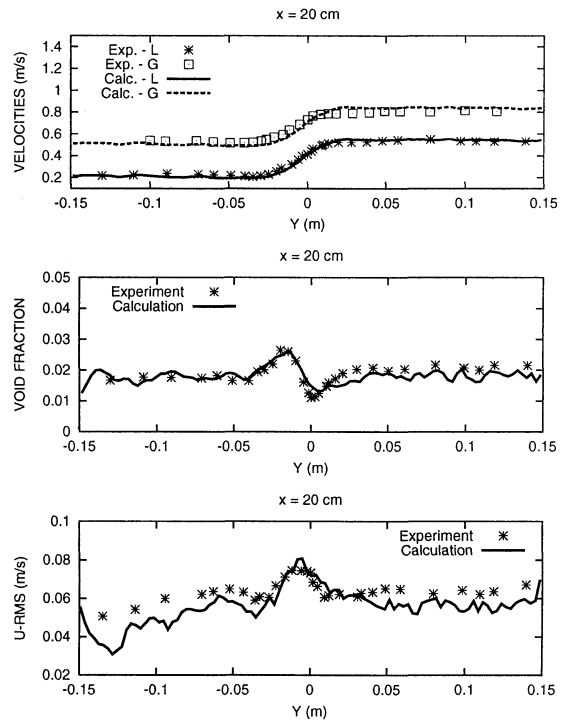 x = 20 cm
VELOCITIES (m/s)
1.4
1.2
1
0.8
0.6
0.4
0.2
Exp. - L
Exp. - G
Calc. - L
Calc. - G
-0.15 -0.1 -0.05 0 0.05 0.1 0.15
Y (m)
x = 20 cm
VOID FRACTION
0.05
0.04
0.03
0.02
0.01
0
Experiment
Calculation
-0.15 -0.1 -0.05 0 0.05 0.1 0.15
Y (m)
x = 20 cm
U-RMS (m/s)
0.1
0.08
0.06
0.04
0.02
Experiment
Calculation
-0.15 -0.1 -0.05 0 0.05 0.1 0.15
Y (m)